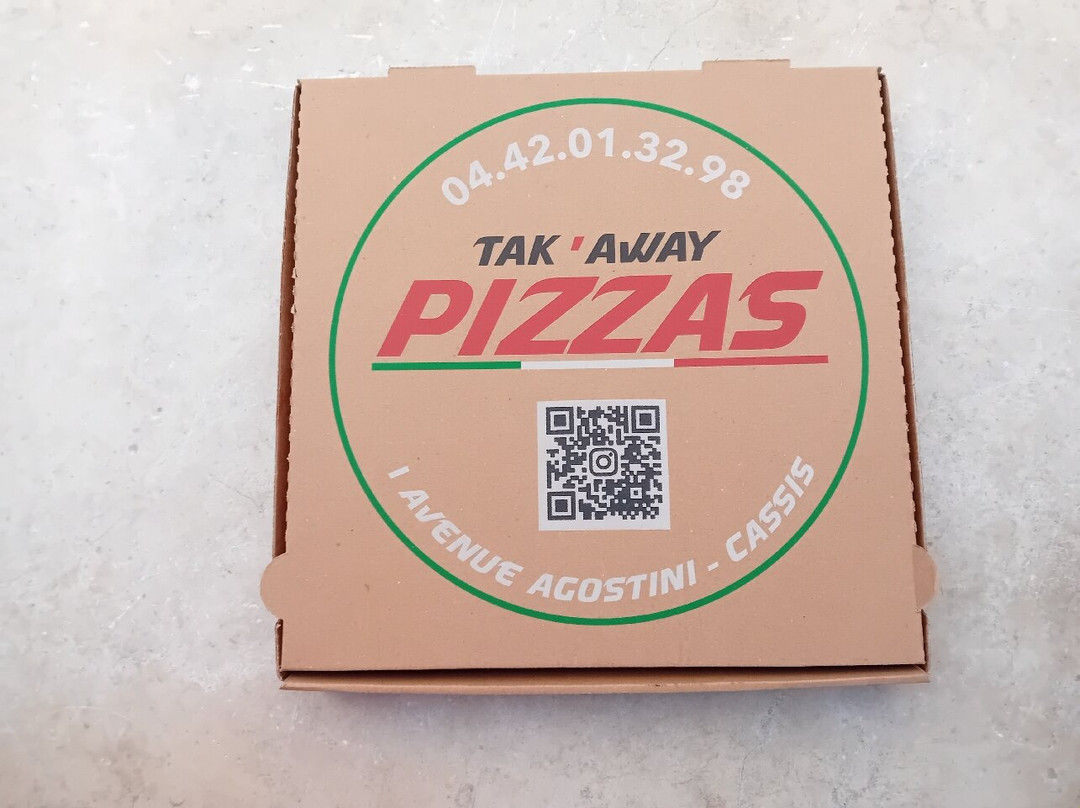 04.42.01.32.98
TAK'AWAY
PIZZAS
1 AVENUE AGOSTINI - CASSIS